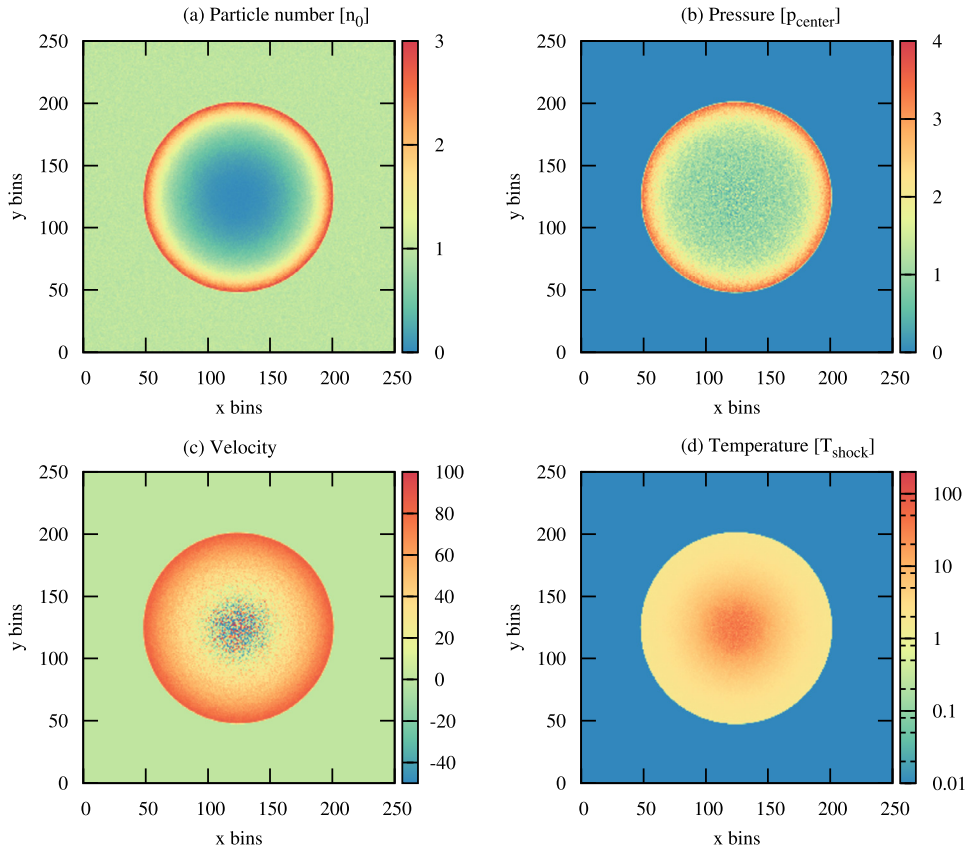 (a) Particle number [n0]
250
200
150
100
50
0
y bins
0 50 100 150 200 250
x bins
3
2
1
0
(b) Pressure [pcenter]
250
200
150
100
50
0
y bins
0 50 100 150 200 250
x bins
4
3
2
1
0
(c) Velocity
250
200
150
100
50
0
y bins
0 50 100 150 200 250
x bins
100
80
60
40
20
0
-20
-40
(d) Temperature [Tshock]
250
200
150
100
50
0
y bins
0 50 100 150 200 250
x bins
100
10
1
0.1
0.01